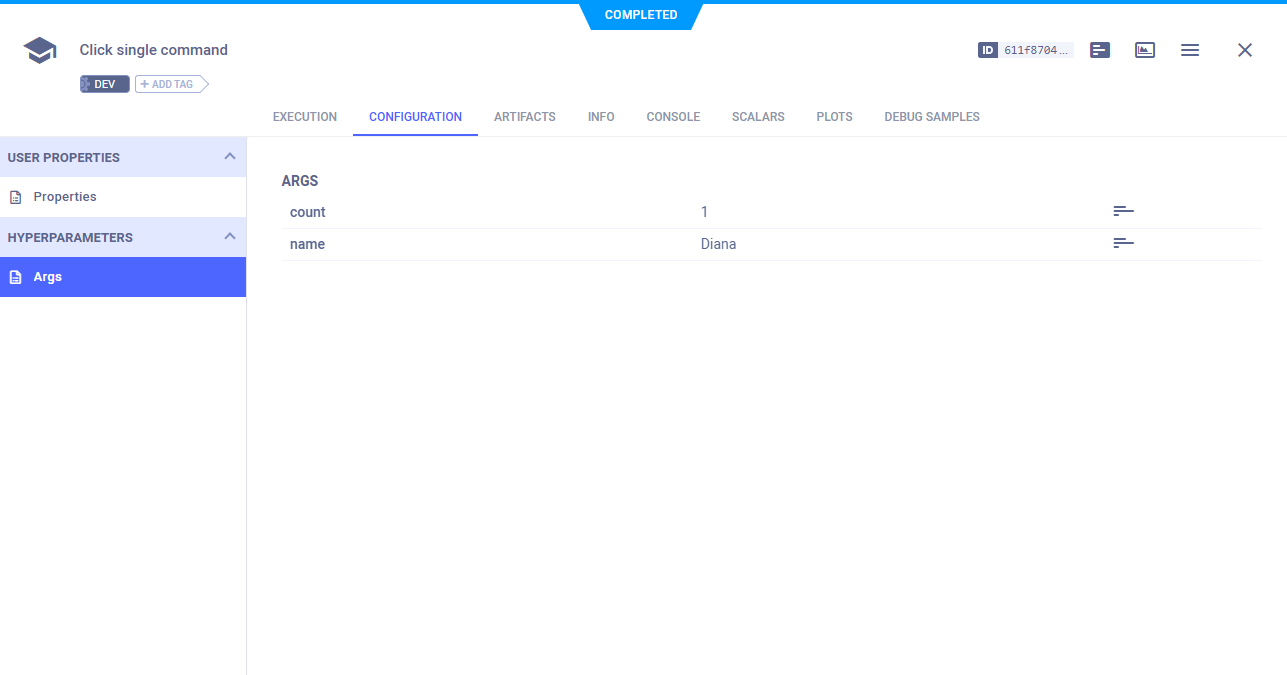 COMPLETED
Click single command
ID 611f8704...
DEV
+ ADD TAG
EXECUTION CONFIGURATION ARTIFACTS INFO CONSOLE SCALARS PLOTS DEBUG SAMPLES
USER PROPERTIES
Properties
HYPERPARAMETERS
Args
ARGS
count 1
name Diana